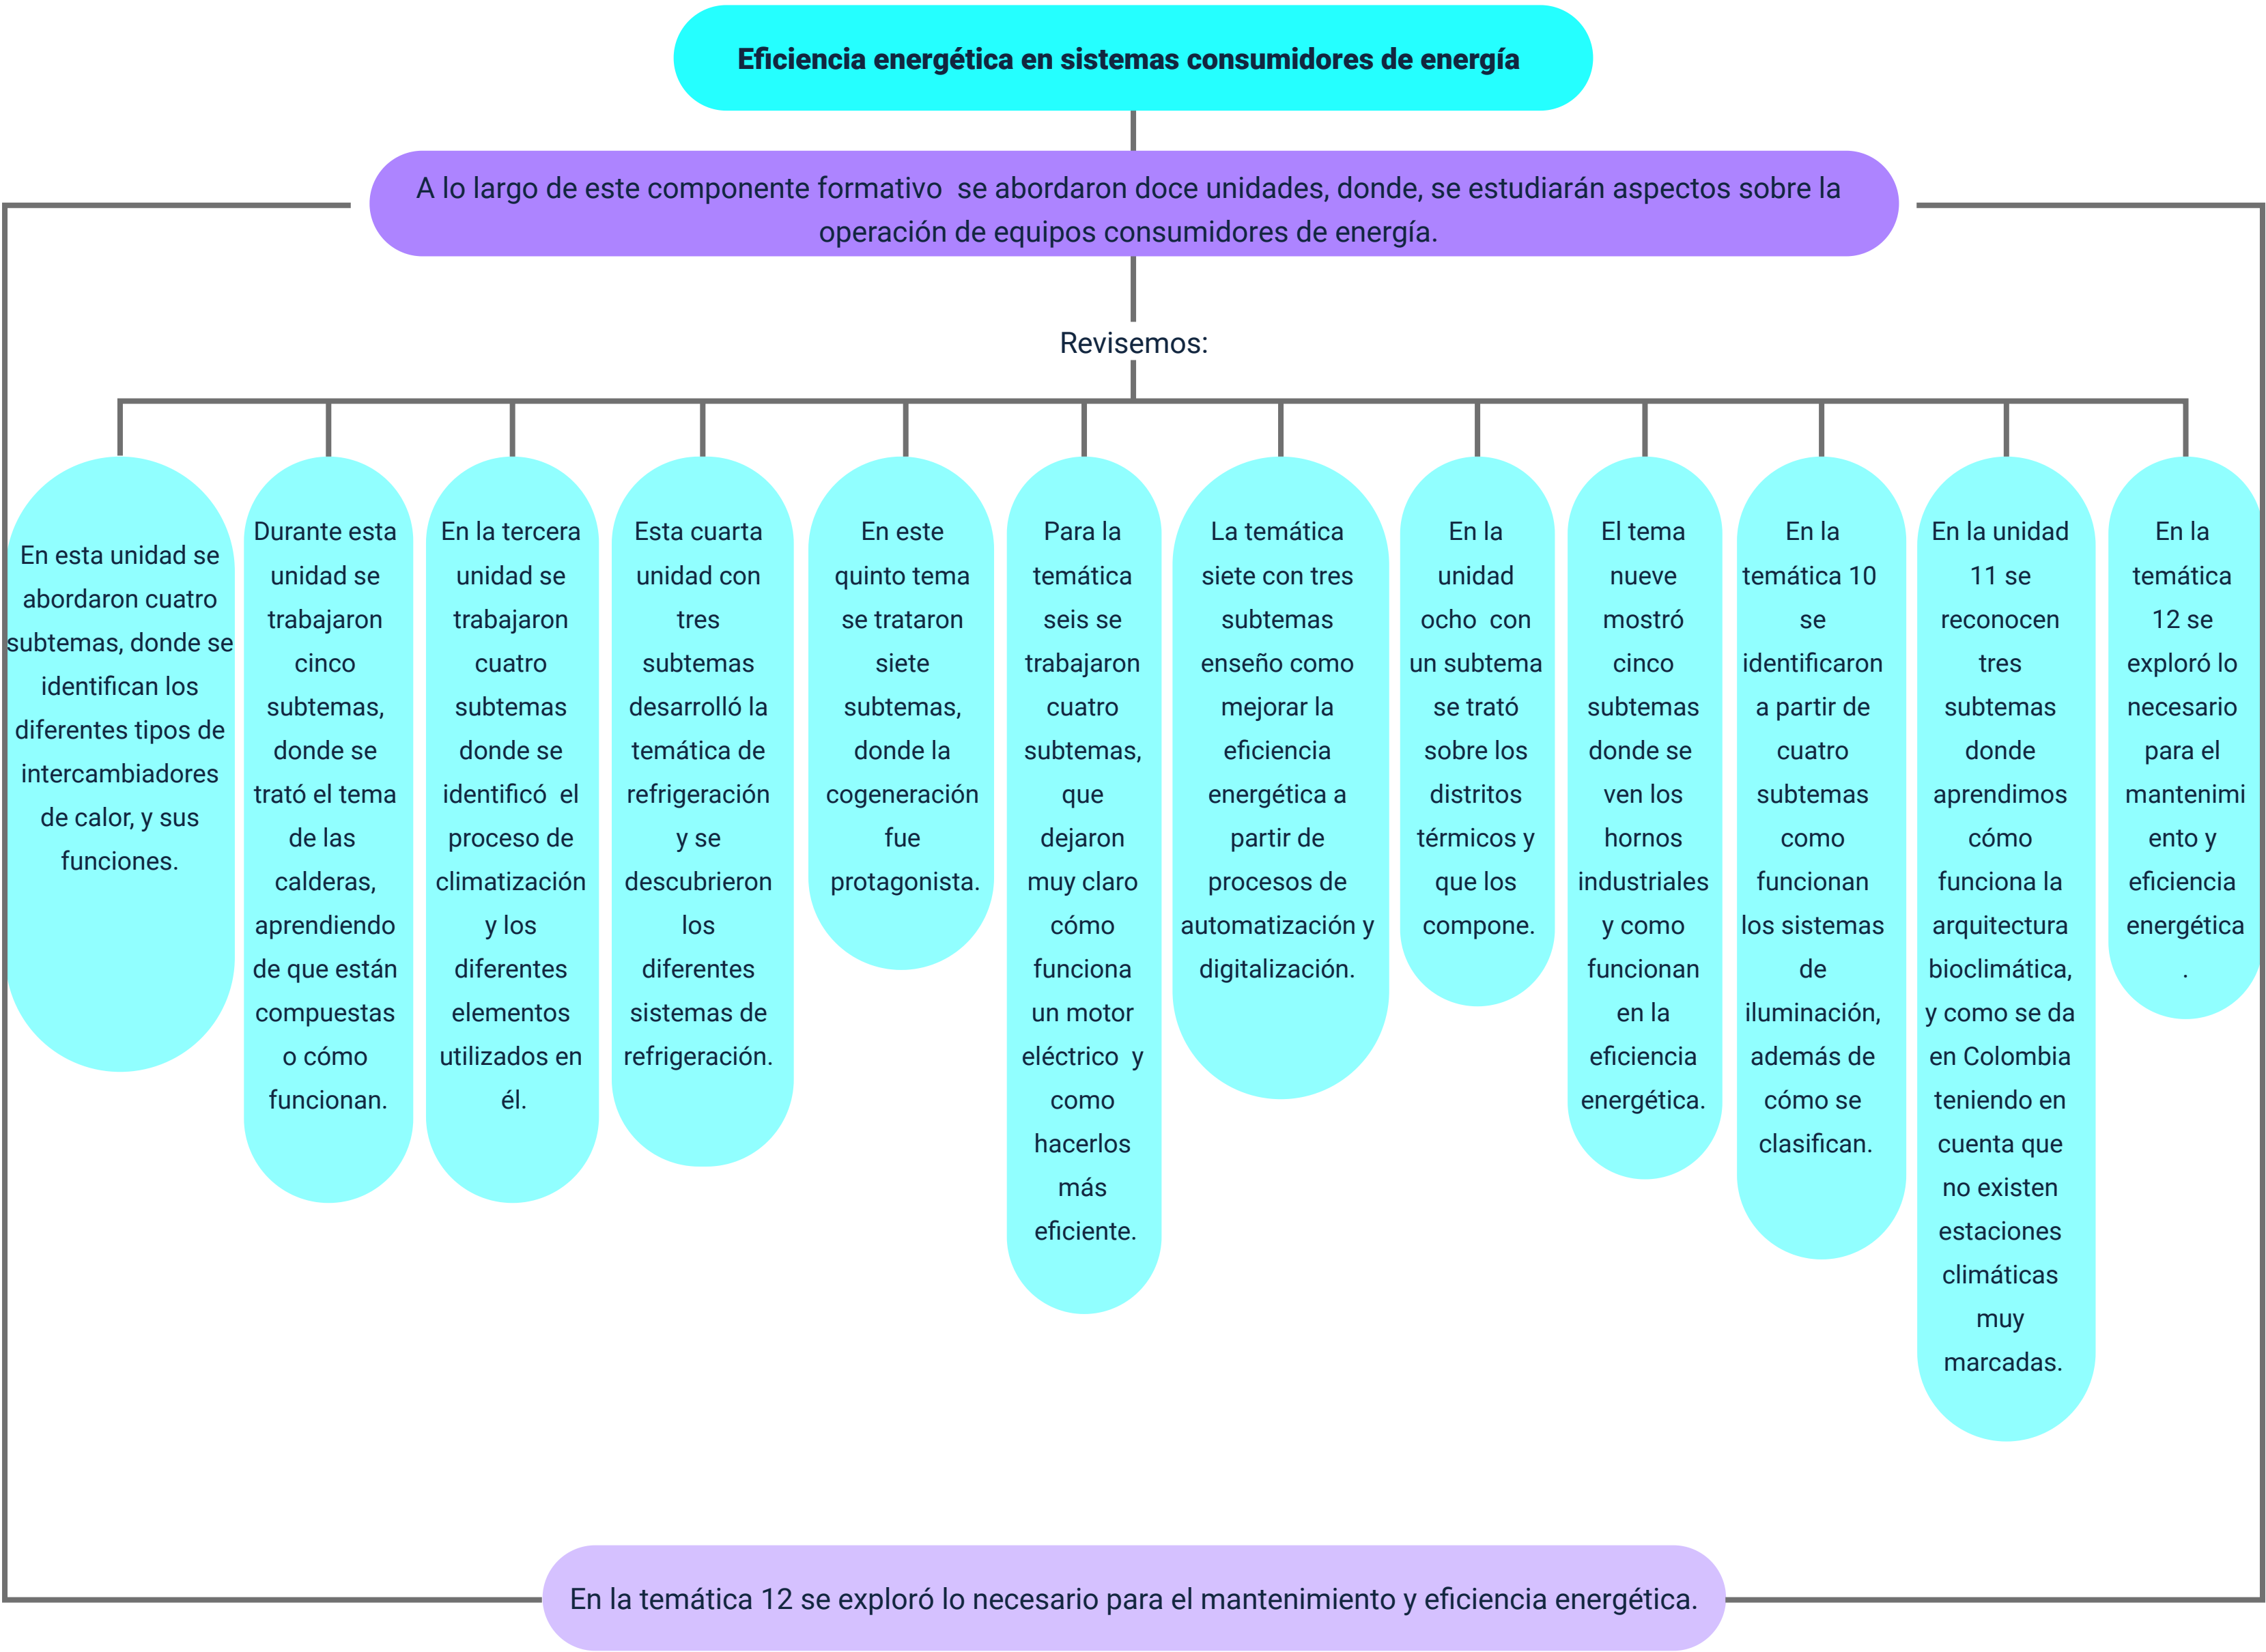 Eficiencia energética en sistemas consumidores de energía
A lo largo de este componente formativo  se abordaron doce unidades, donde, se estudiarán aspectos sobre la
operación de equipos consumidores de energía.
Revisemos:
En esta unidad se
abordaron cuatro
subtemas, donde se
identifican los
diferentes tipos de
intercambiadores
de calor, y sus
funciones.
Durante esta
unidad se
trabajaron
cinco
subtemas,
donde se
trató el tema
de las
calderas,
aprendiendo
de que están
compuestas
o cómo
funcionan.
En la tercera
unidad se
trabajaron
cuatro
subtemas
donde se
identificó  el
proceso de
climatización
y los
diferentes
elementos
utilizados en
él.
Esta cuarta
unidad con
tres
subtemas
desarrolló la
temática de
refrigeración
y se
descubrieron
los
diferentes
sistemas de
refrigeración.
En este
quinto tema
se trataron
siete
subtemas,
donde la
cogeneración
fue
protagonista.
Para la
temática
seis se
trabajaron
cuatro
subtemas,
que
dejaron
muy claro
cómo
funciona
un motor
eléctrico  y
como
hacerlos
más
eficiente.
La temática
siete con tres
subtemas
enseño como
mejorar la
eficiencia
energética a
partir de
procesos de
automatización y
digitalización.
En la
unidad
ocho  con
un subtema
se trató
sobre los
distritos
térmicos y
que los
compone.
El tema
nueve
mostró
cinco
subtemas
donde se
ven los
hornos
industriales
y como
funcionan
en la
eficiencia
energética.
En la
temática 10
se
identificaron
a partir de
cuatro
subtemas
como
funcionan
los sistemas
de
iluminación,
además de
cómo se
clasifican.
En la unidad
11 se
reconocen
tres
subtemas
donde
aprendimos
cómo
funciona la
arquitectura
bioclimática,
y como se da
en Colombia
teniendo en
cuenta que
no existen
estaciones
climáticas
muy
marcadas.
En la
temática
12 se
exploró lo
necesario
para el
mantenimi
ento y
eficiencia
energética
.
En la temática 12 se exploró lo necesario para el mantenimiento y eficiencia energética.